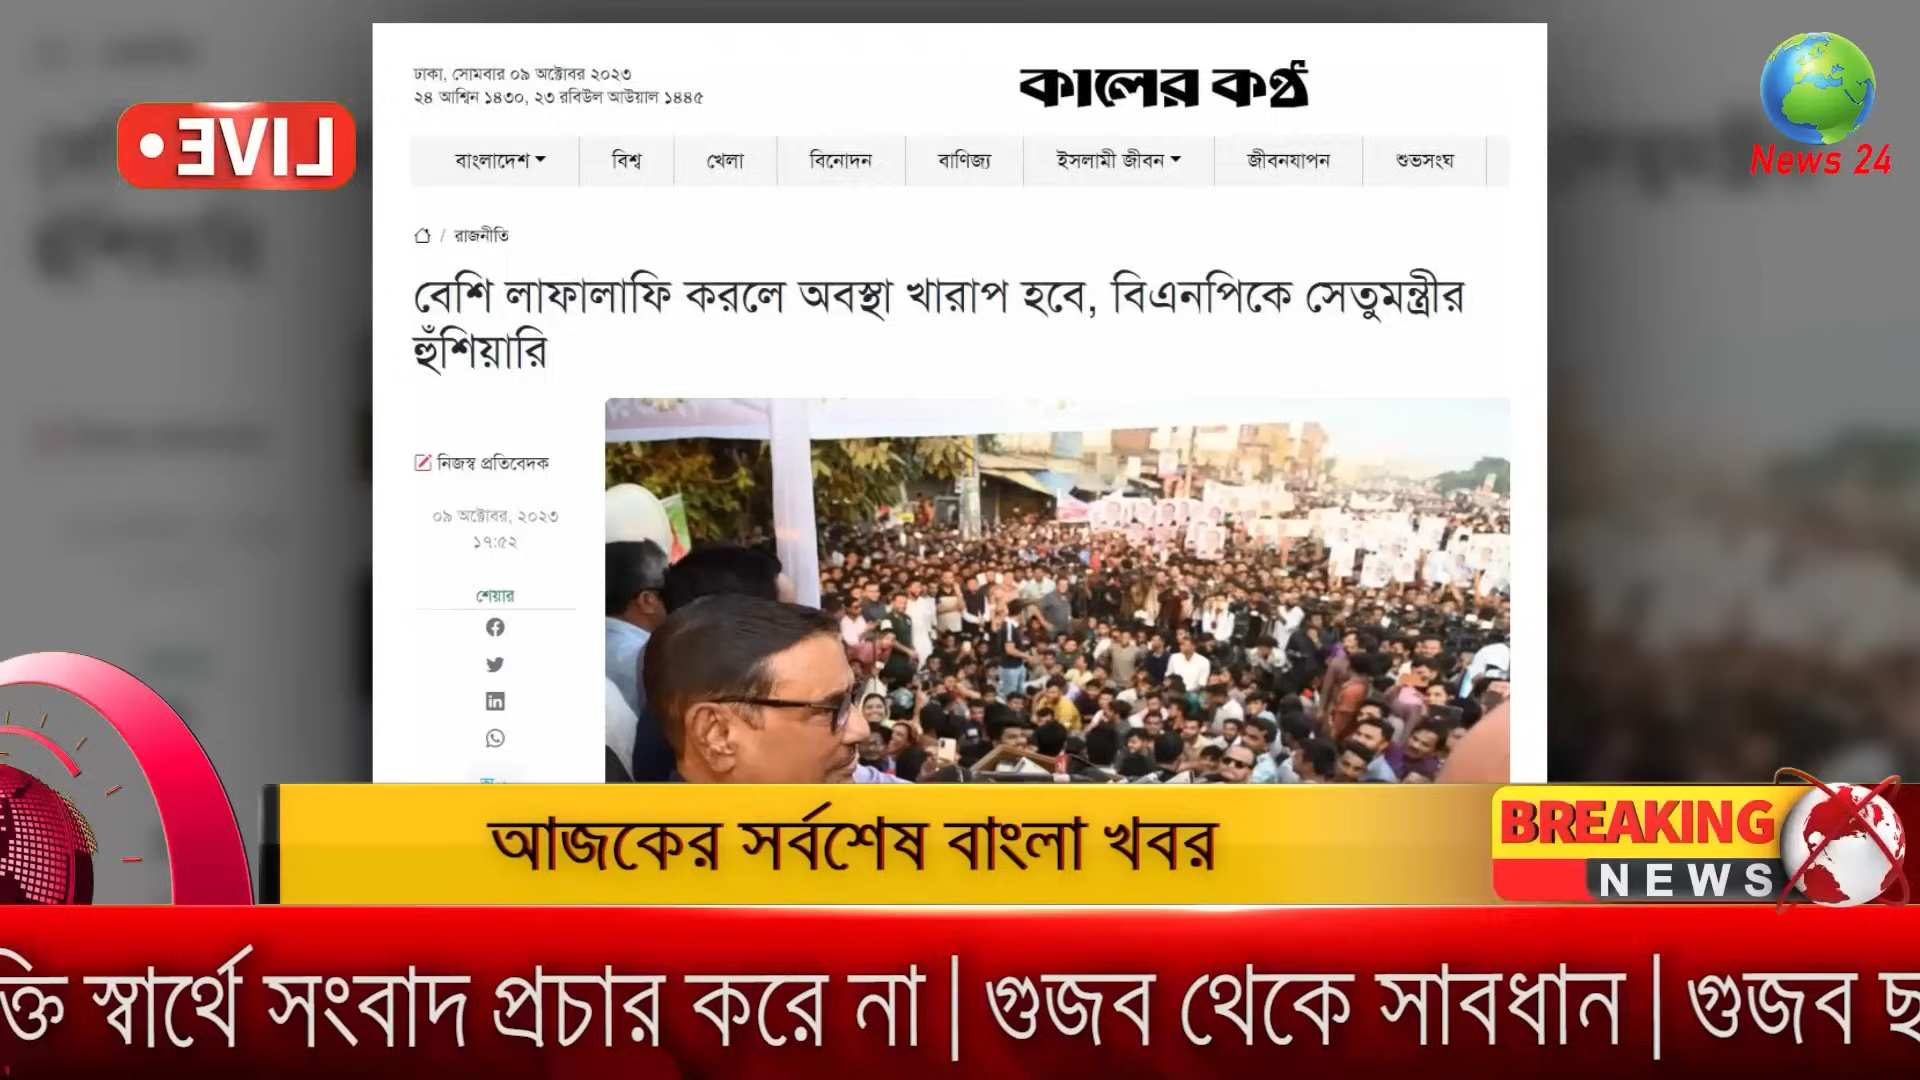 ঢাকা, সোমবার ০৯ অক্টোবর ২০২৩
২৪ আশ্বিন ১৪৩০, ২৩ রবিউল আউয়াল ১৪৪৫
কালের কণ্ঠ
LIVE
News 24
বাংলাদেশ বিশ্ব খেলা বিনোদন বাণিজ্য ইসলামী জীবন জীবনযাপন শুভসংঘ
/ রাজনীতি
বেশি লাফালাফি করলে অবস্থা খারাপ হবে, বিএনপিকে সেতুমন্ত্রীর
হুঁশিয়ারি
নিজস্ব প্রতিবেদক
০৯ অক্টোবর, ২০২৩
১৭:৫২
শেয়ার
আজকের সর্বশেষ বাংলা খবর
BREAKING
NEWS
স্বার্থে সংবাদ প্রচার করে না | গুজব থেকে সাবধান | গুজব